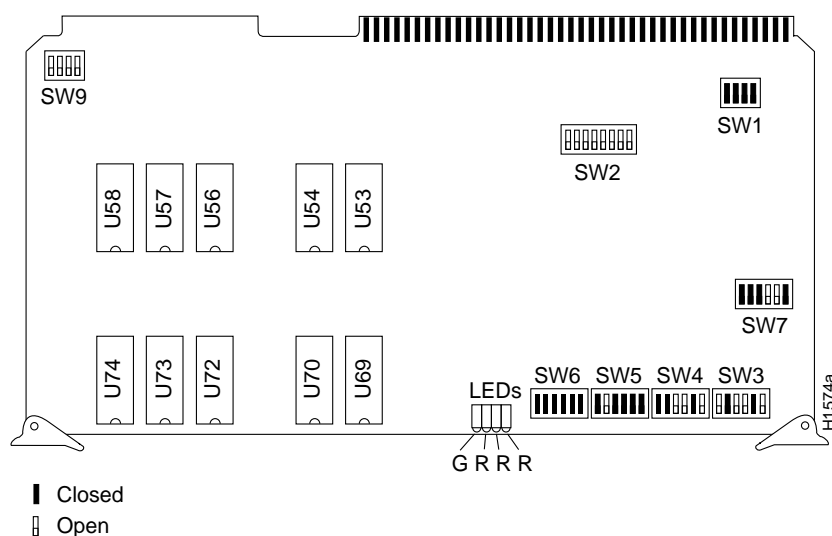 SW9
SW1
SW2
U58 U57 U56 U54 U53
SW7
U74 U73 U72 U70 U69
LEDs SW6 SW5 SW4 SW3
H1574a
G R R R
Closed
Open